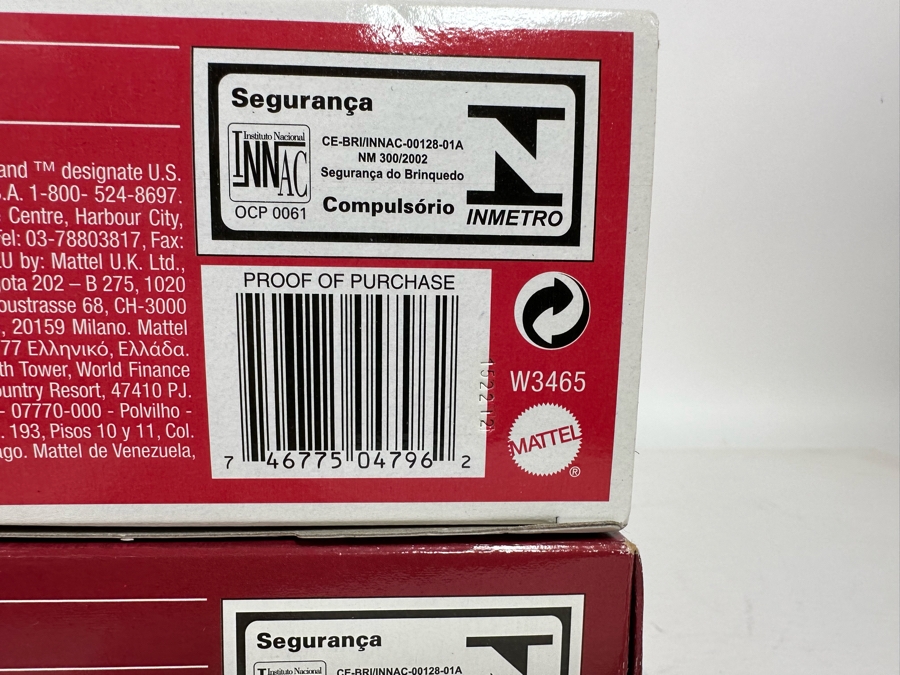 and ™ designate U.S.
.A. 1-800- 524-8697.
Centre, Harbour City,
Tel: 03-78803817, Fax:
U by: Mattel U.K. Ltd.,
ota 202 – B 275, 1020
oustrasse 68, CH-3000
, 20159 Milano. Mattel
77 Ελληνικό, Ελλάδα.
th Tower, World Finance
ountry Resort, 47410 PJ.
– 07770-000 - Polvilho -
. 193, Pisos 10 y 11, Col.
ago. Mattel de Venezuela,
Segurança
Instituto Nacional
INNAC
OCP 0061
CE-BRI/INNAC-00128-01A
NM 300/2002
Segurança do Brinquedo
Compulsório
INMETRO
PROOF OF PURCHASE
7 46775 04796 2
W3465
MATTEL
®
Segurança
Instituto Nacional
CE-BRI/INNAC-00128-01A